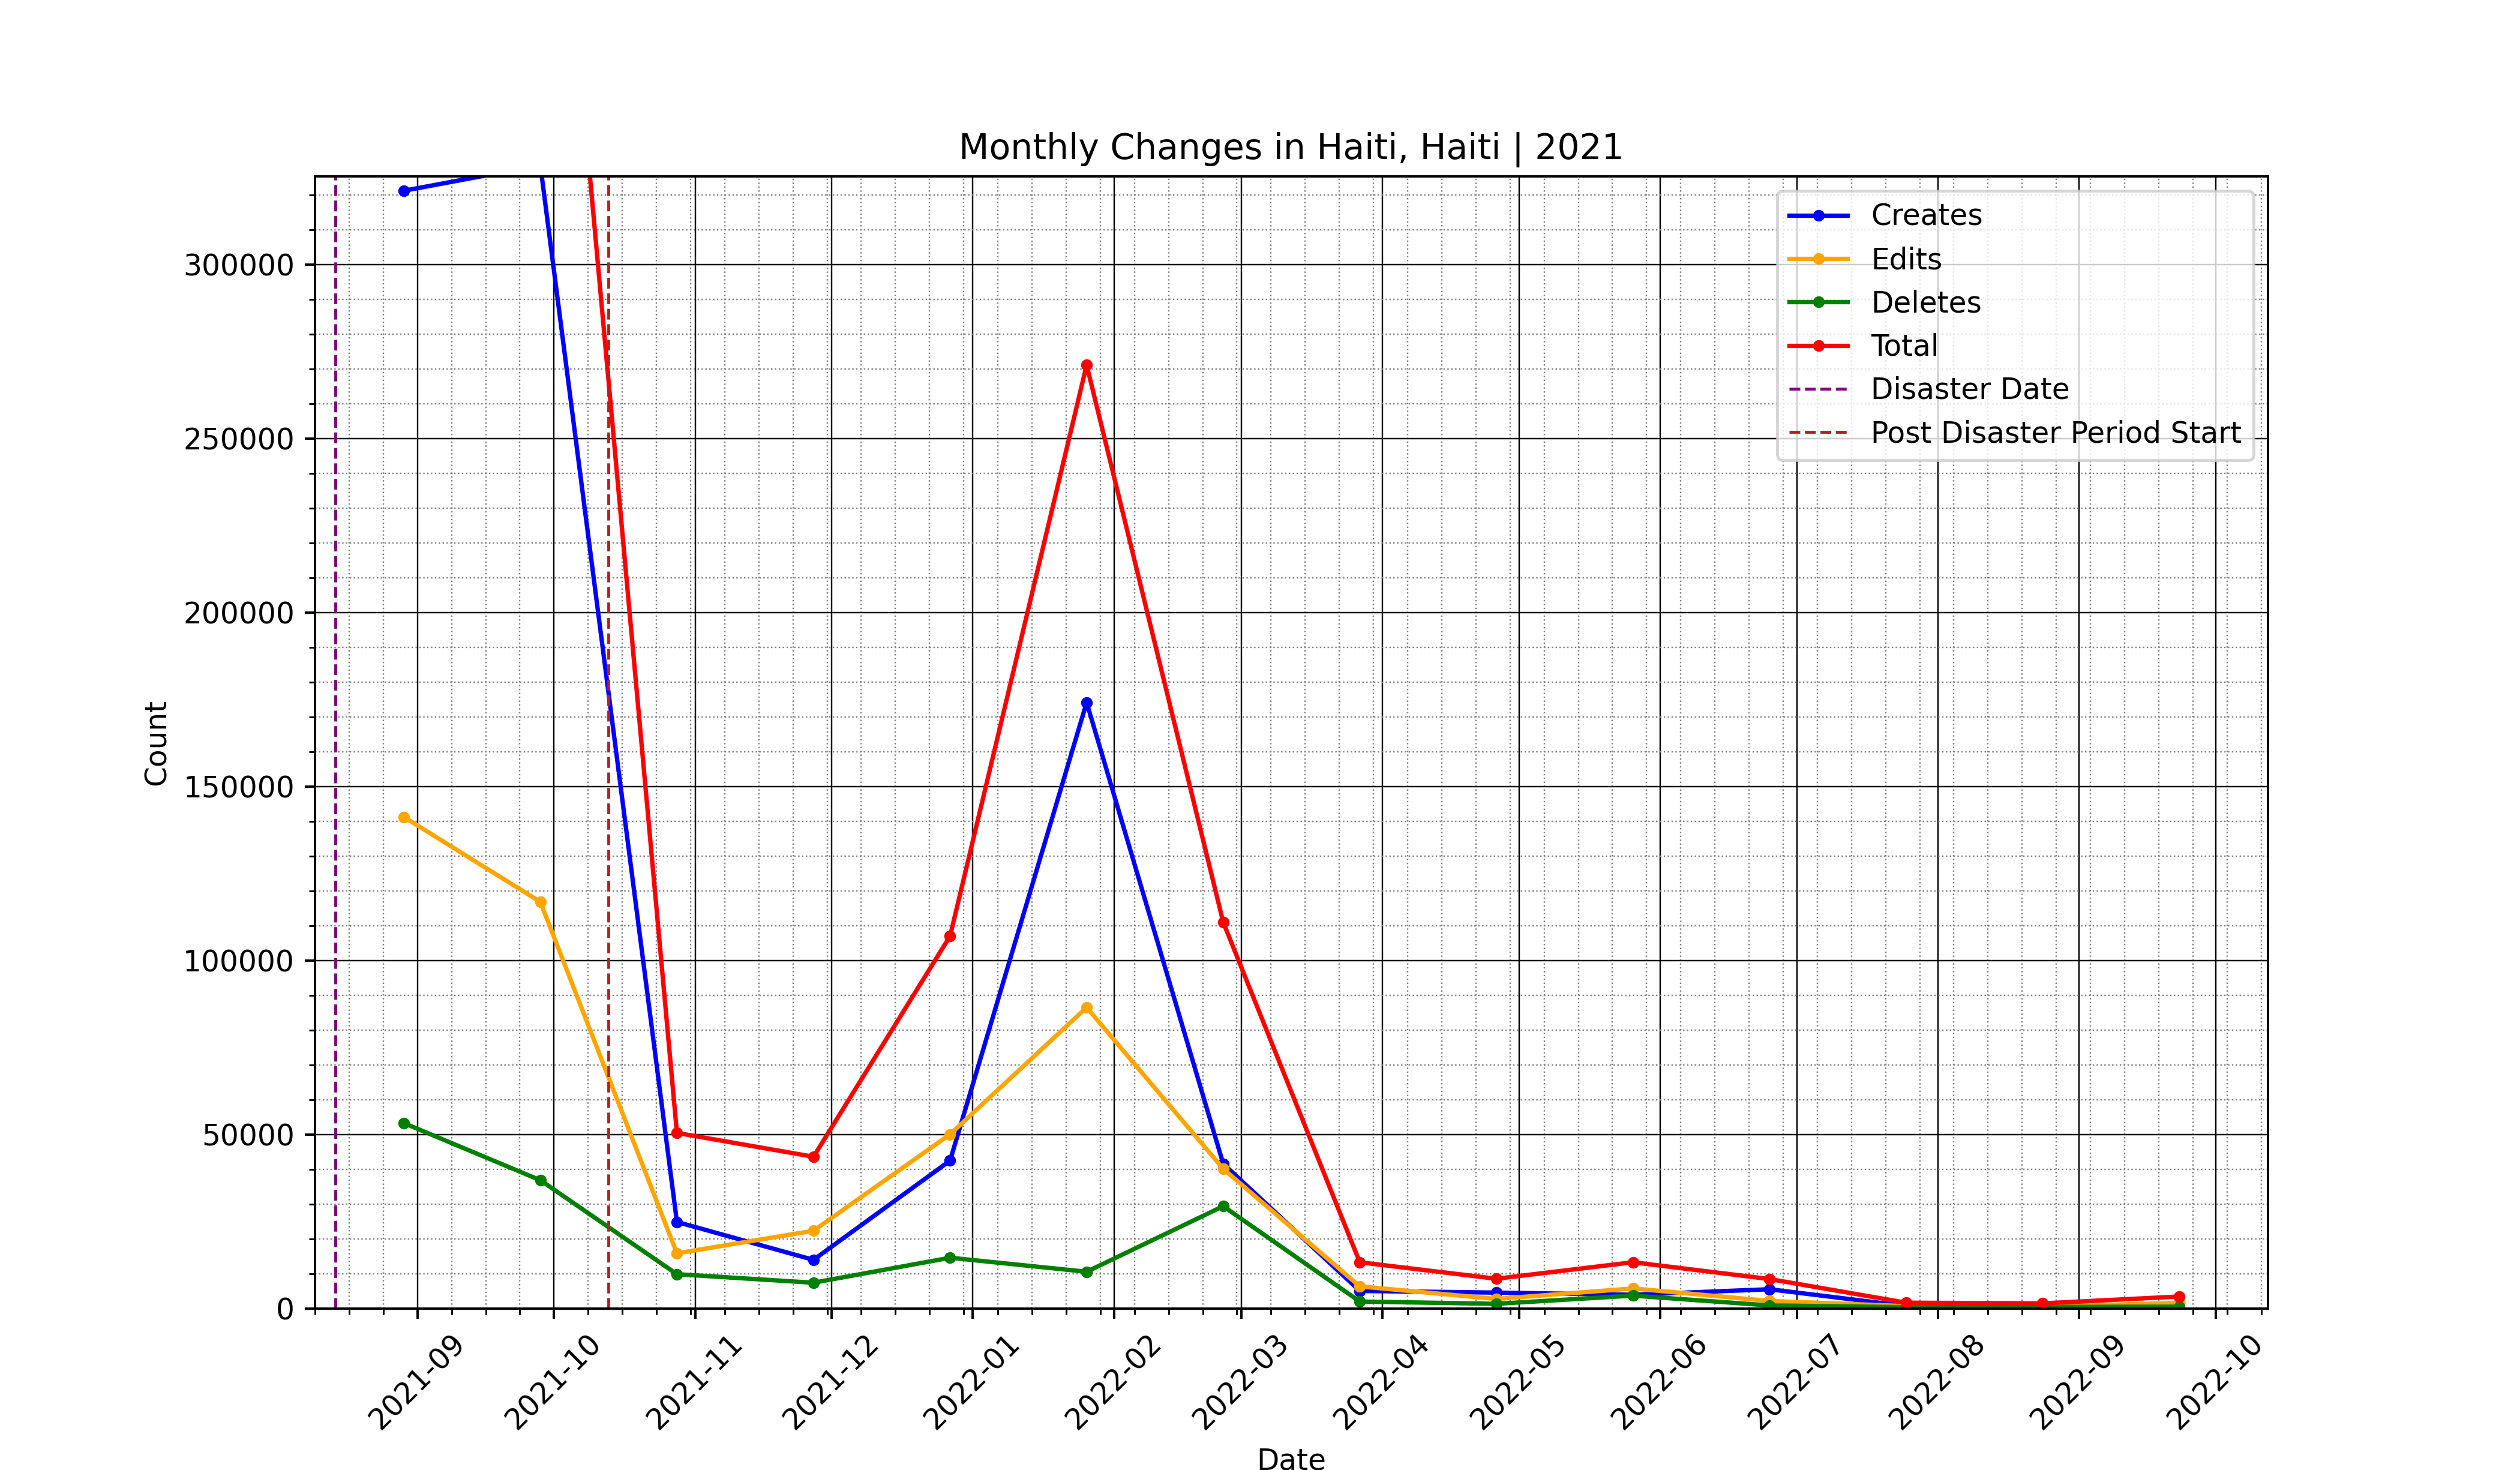 Monthly Changes in Haiti, Haiti | 2021
Creates
Edits
Deletes
Total
Disaster Date
Post Disaster Period Start
300000
250000
200000
150000
100000
50000
0
Count
2021-09
2021-10
2021-11
2021-12
2022-01
2022-02
2022-03
2022-04
2022-05
2022-06
2022-07
2022-08
2022-09
2022-10
Date